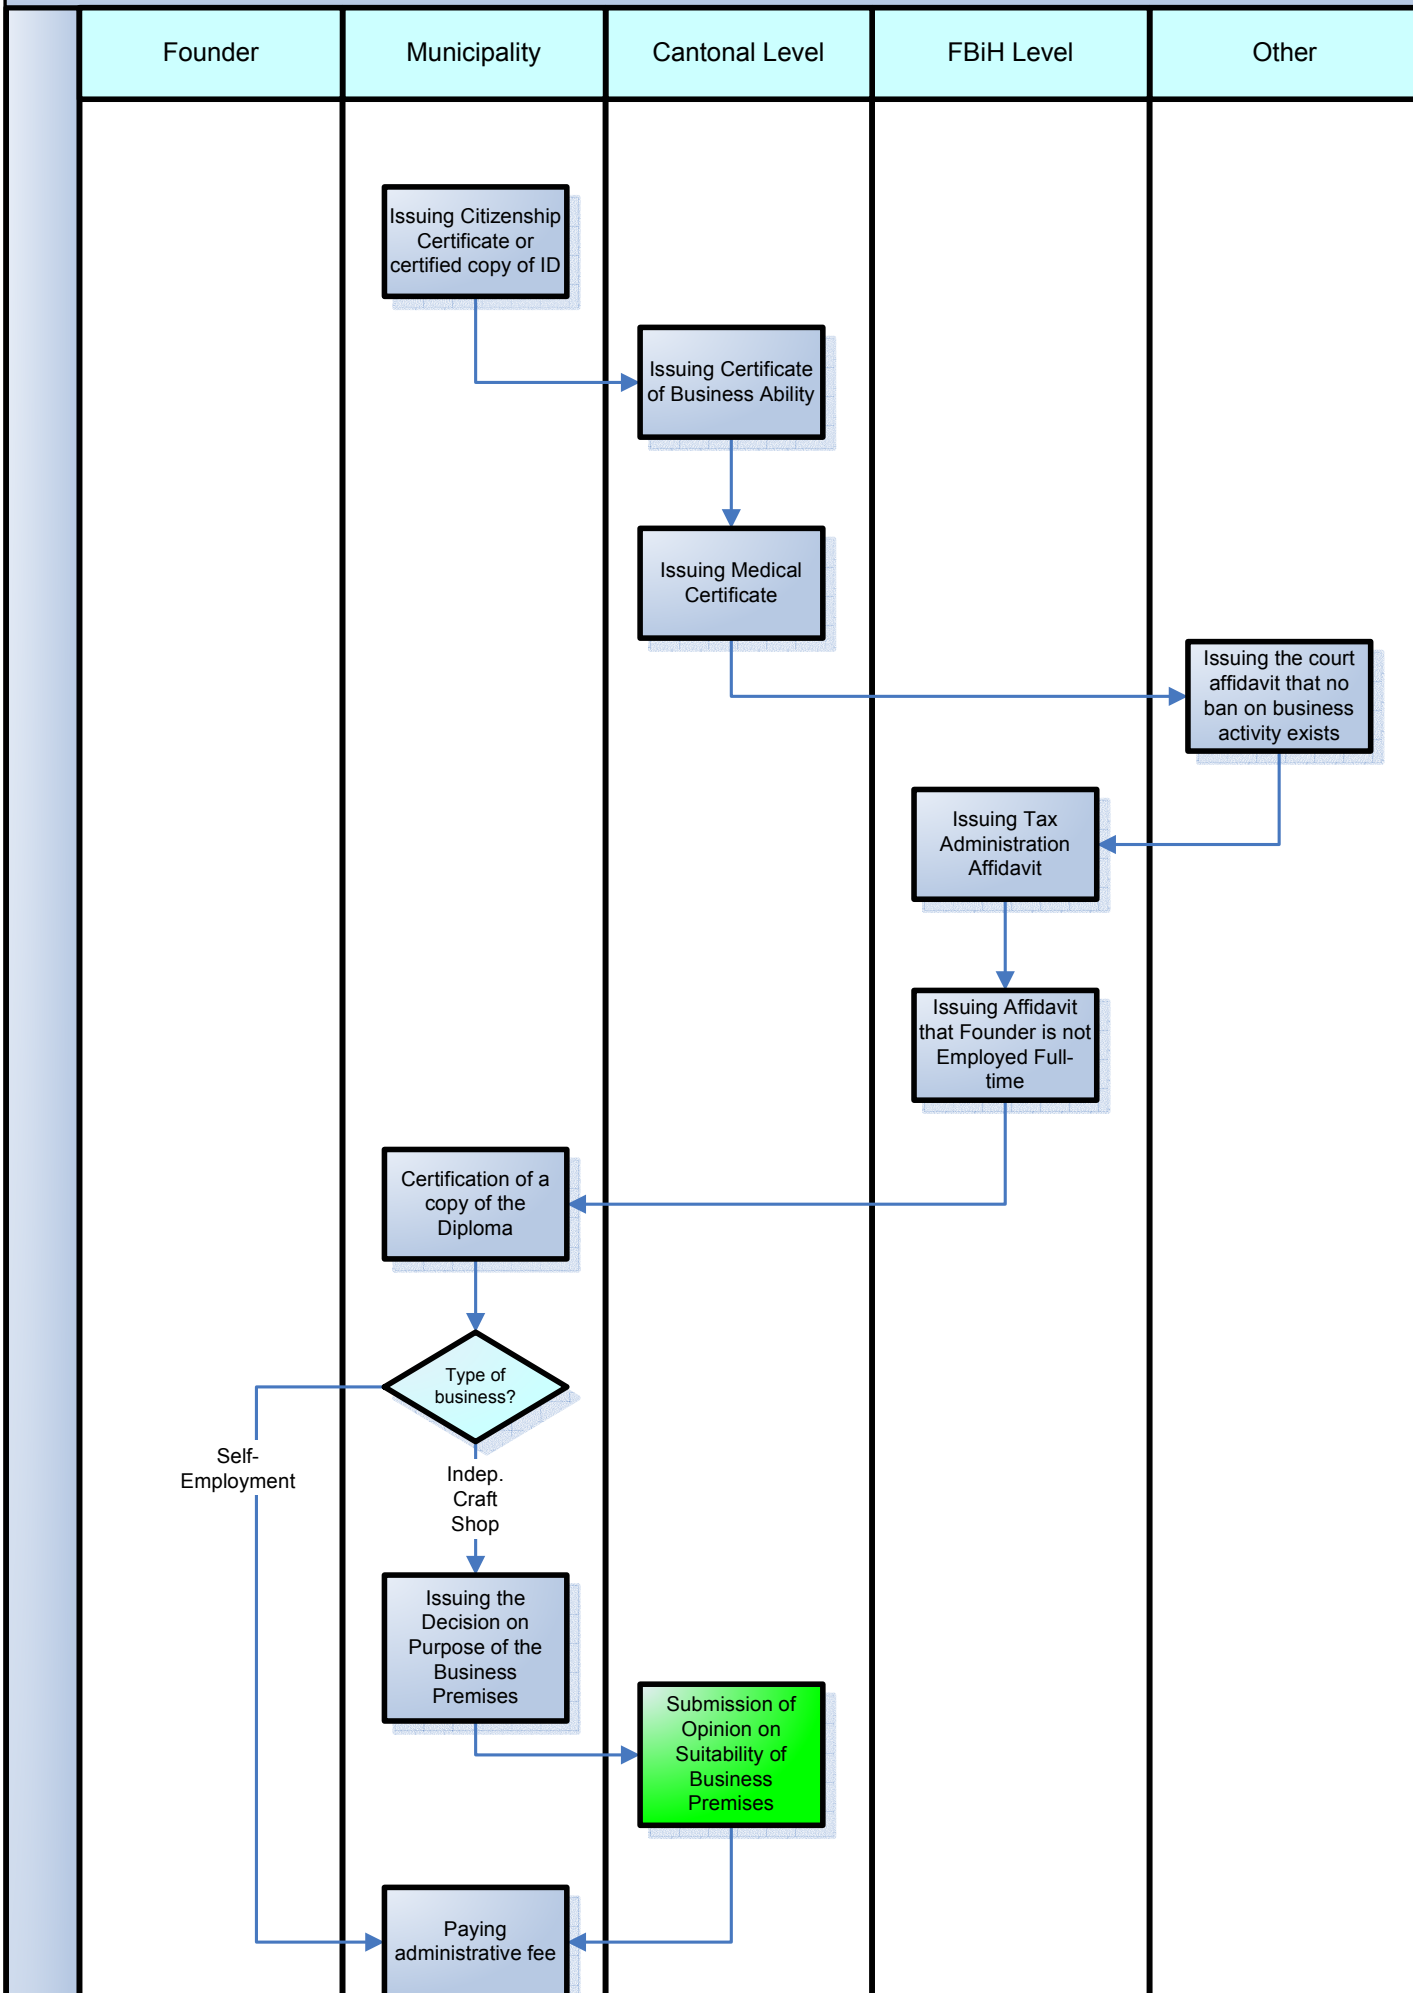 Founder
Municipality
Cantonal Level
FBiH Level
Other
Issuing Citizenship
Certificate or
certified copy of ID
Issuing Certificate
of Business Ability
Issuing Medical
Certificate
Issuing the court
affidavit that no
ban on business
activity exists
Issuing Tax
Administration
Affidavit
Issuing Affidavit
that Founder is not
Employed Full-
time
Certification of a
copy of the
Diploma
Type of
business?
Self-
Employment
Indep.
Craft
Shop
Issuing the
Decision on
Purpose of the
Business
Premises
Submission of
Opinion on
Suitability of
Business
Premises
Paying
administrative fee